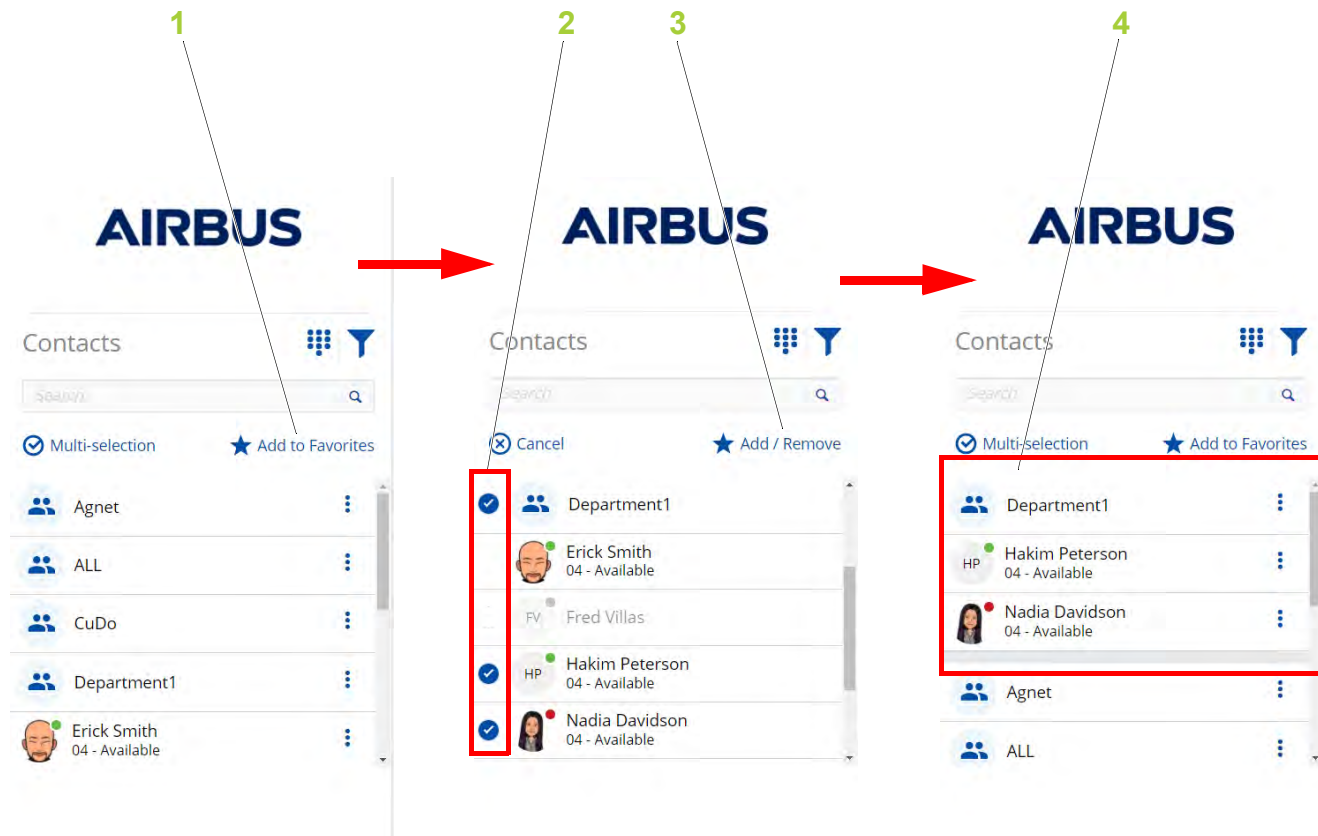 1
2
3
4
AIRBUS
Contacts
Search
Multi-selection
Add to Favorites
Agnet
ALL
CuDo
Department1
Erick Smith
04 - Available
AIRBUS
Contacts
Search
Cancel
Add / Remove
Department1
Erick Smith
04 - Available
FV
Fred Villas
HP
Hakim Peterson
04 - Available
Nadia Davidson
04 - Available
AIRBUS
Contacts
Search
Multi-selection
Add to Favorites
Department1
HP
Hakim Peterson
04 - Available
Nadia Davidson
04 - Available
Agnet
ALL